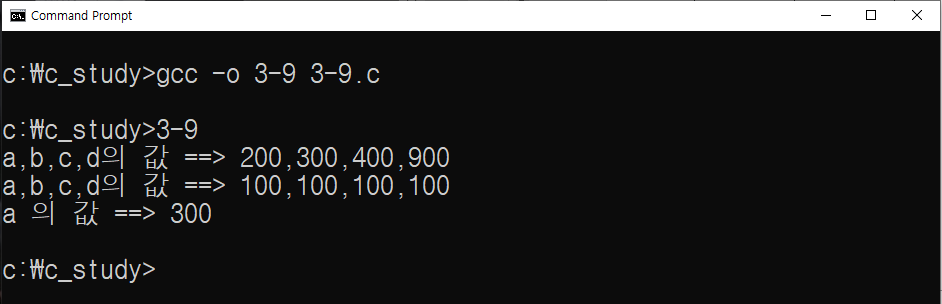 Command Prompt
c:₩c_study>gcc -o 3-9 3-9.c
c:₩c_study>3-9
a,b,c,d의 값 ==> 200,300,400,900
a,b,c,d의 값 ==> 100,100,100,100
a 의 값 ==> 300
c:₩c_study>